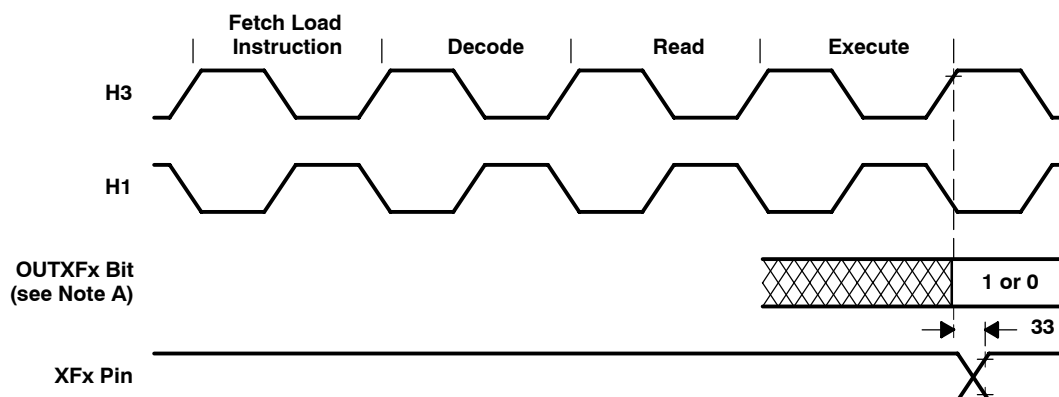 Fetch Load
Instruction
Decode
Read
Execute
H3
H1
OUTXFx Bit
(see Note A)
1 or 0
33
XFx Pin